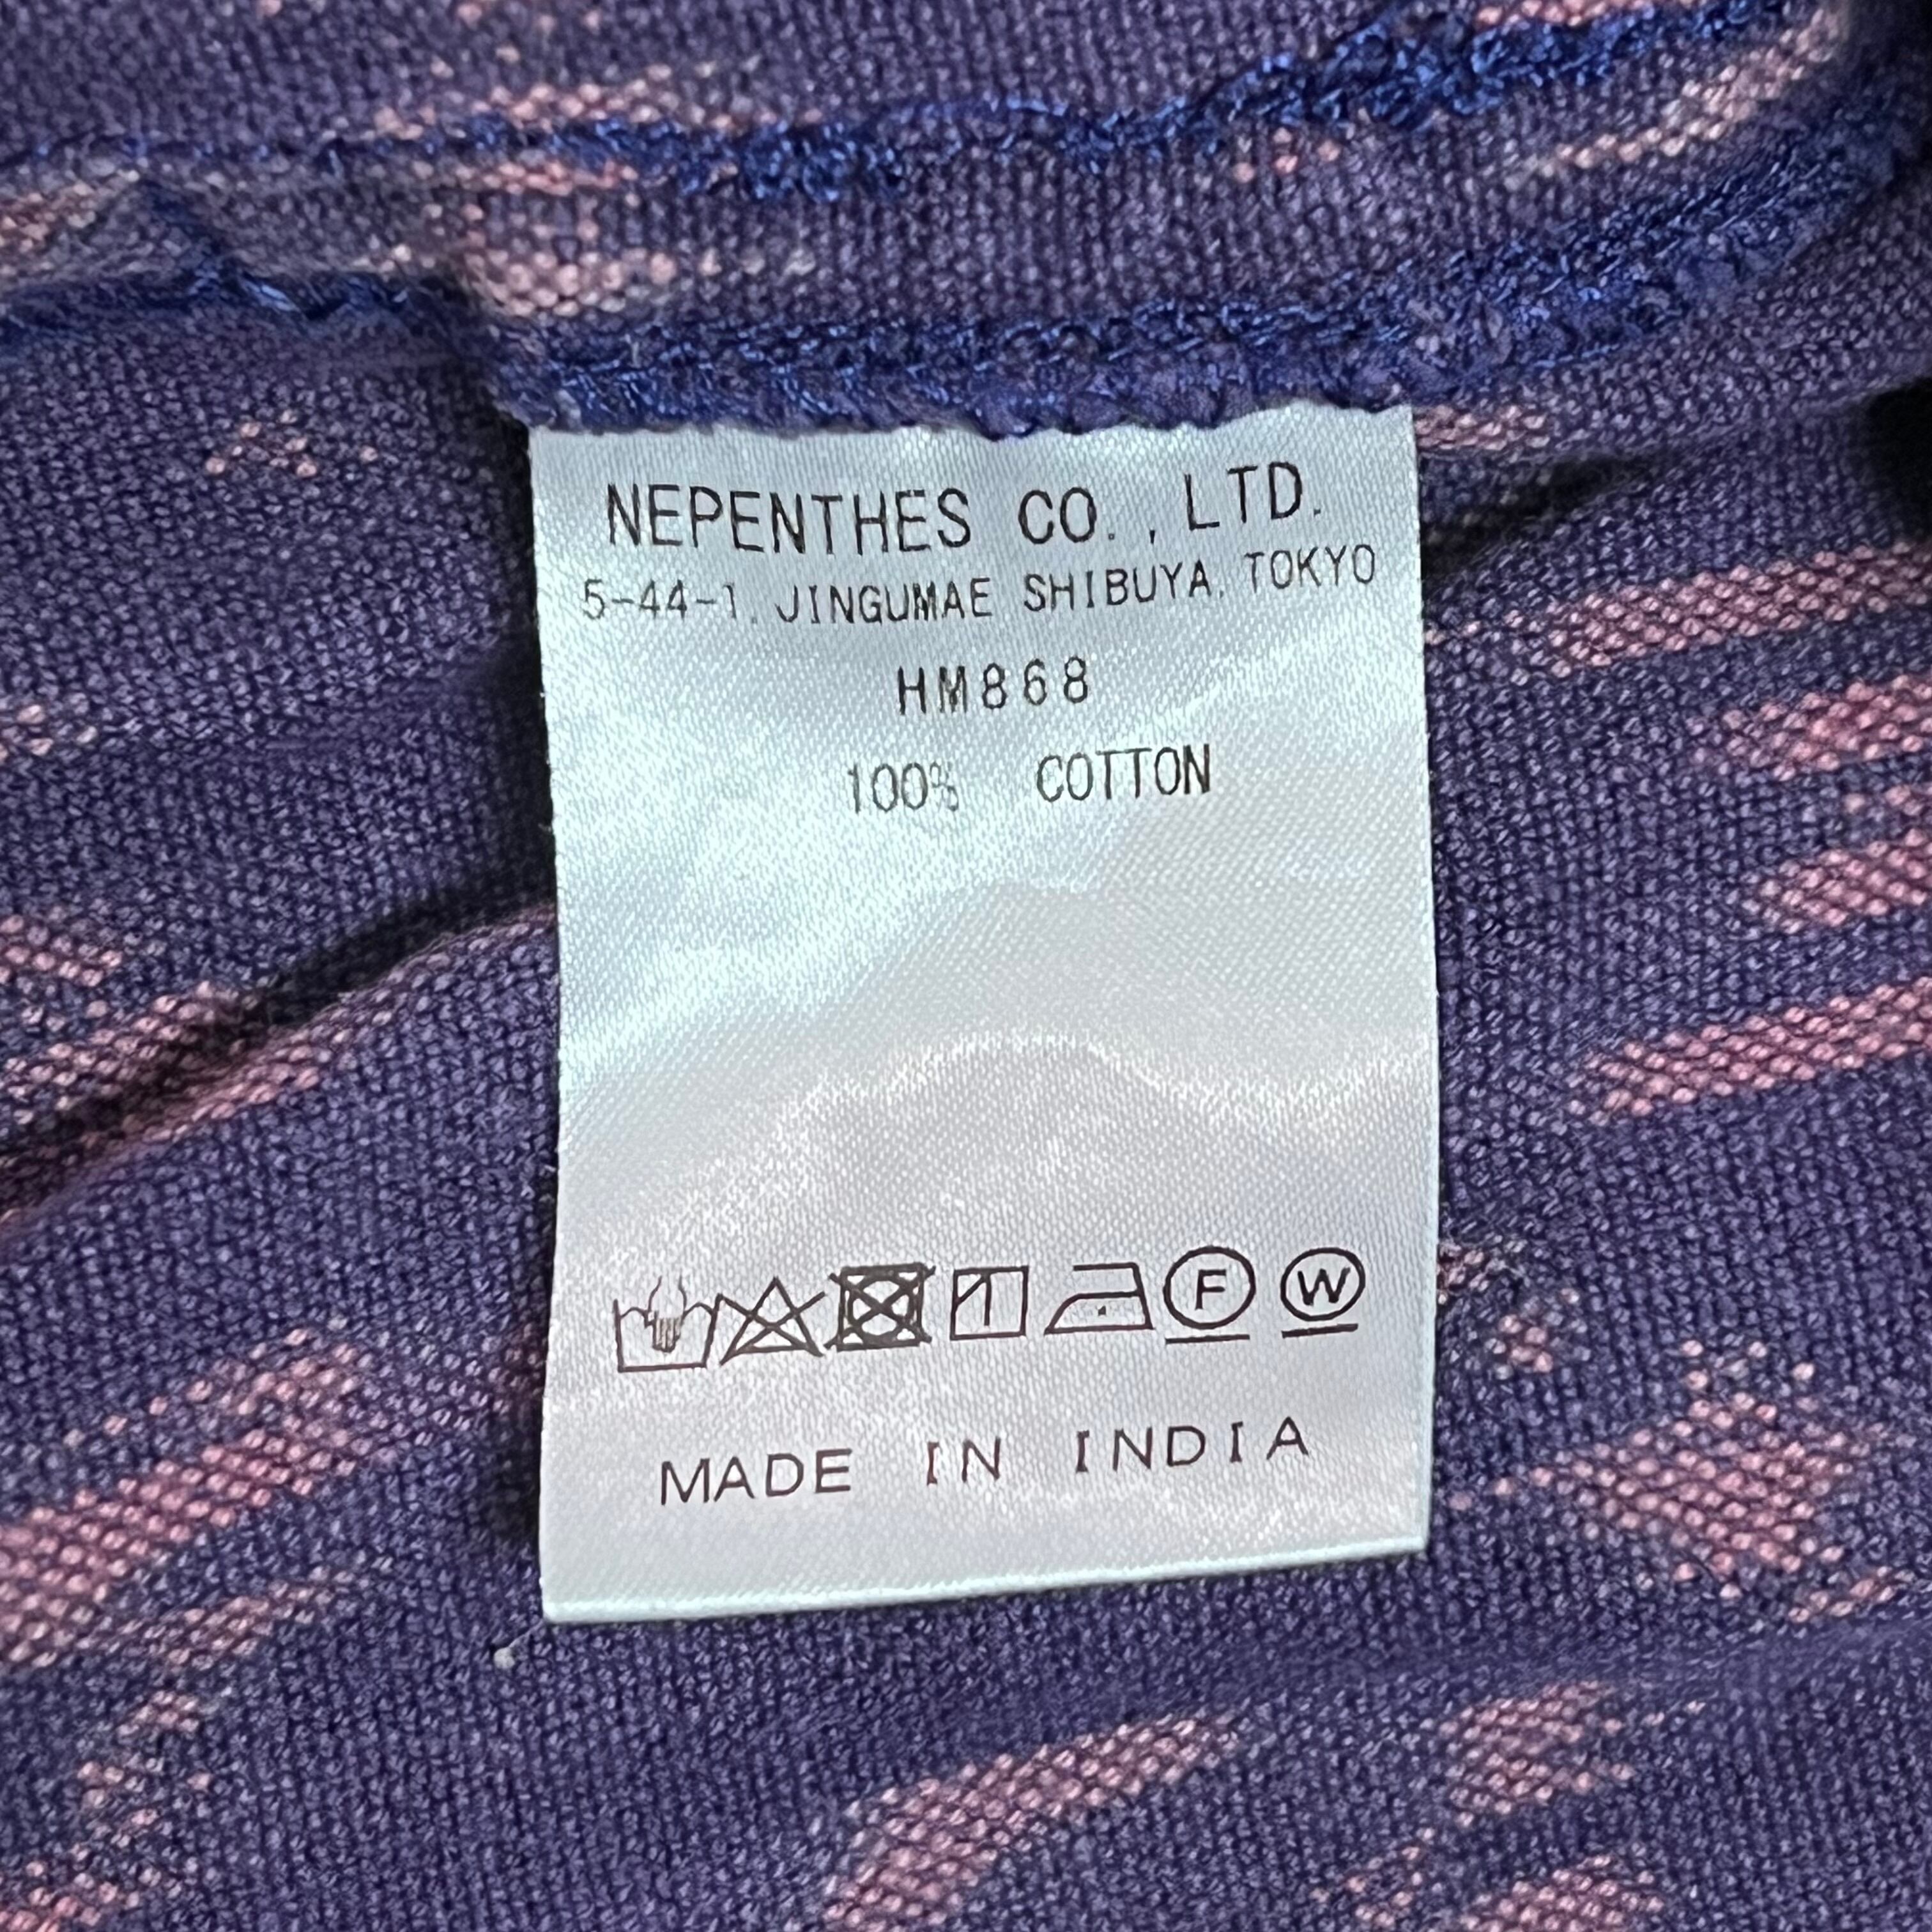 NEPENTHES CO., LTD.
5-44-1, JINGUMAE SHIBUYA, TOKYO
HM868
100% COTTON
F W
MADE IN INDIA